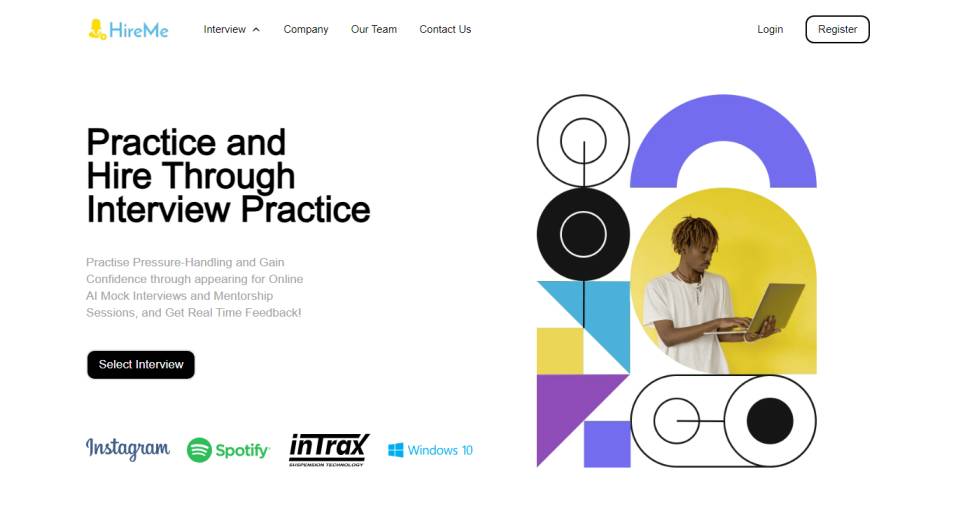 HireMe
Interview
Company
Our Team
Contact Us
Login
Register
Practice and
Hire Through
Interview Practice
Practise Pressure-Handling and Gain
Confidence through appearing for Online
AI Mock Interviews and Mentorship
Sessions, and Get Real Time Feedback!
Select Interview
Instagram
Spotify
inTrax
SUSPENSION TECHNOLOGY
Windows 10